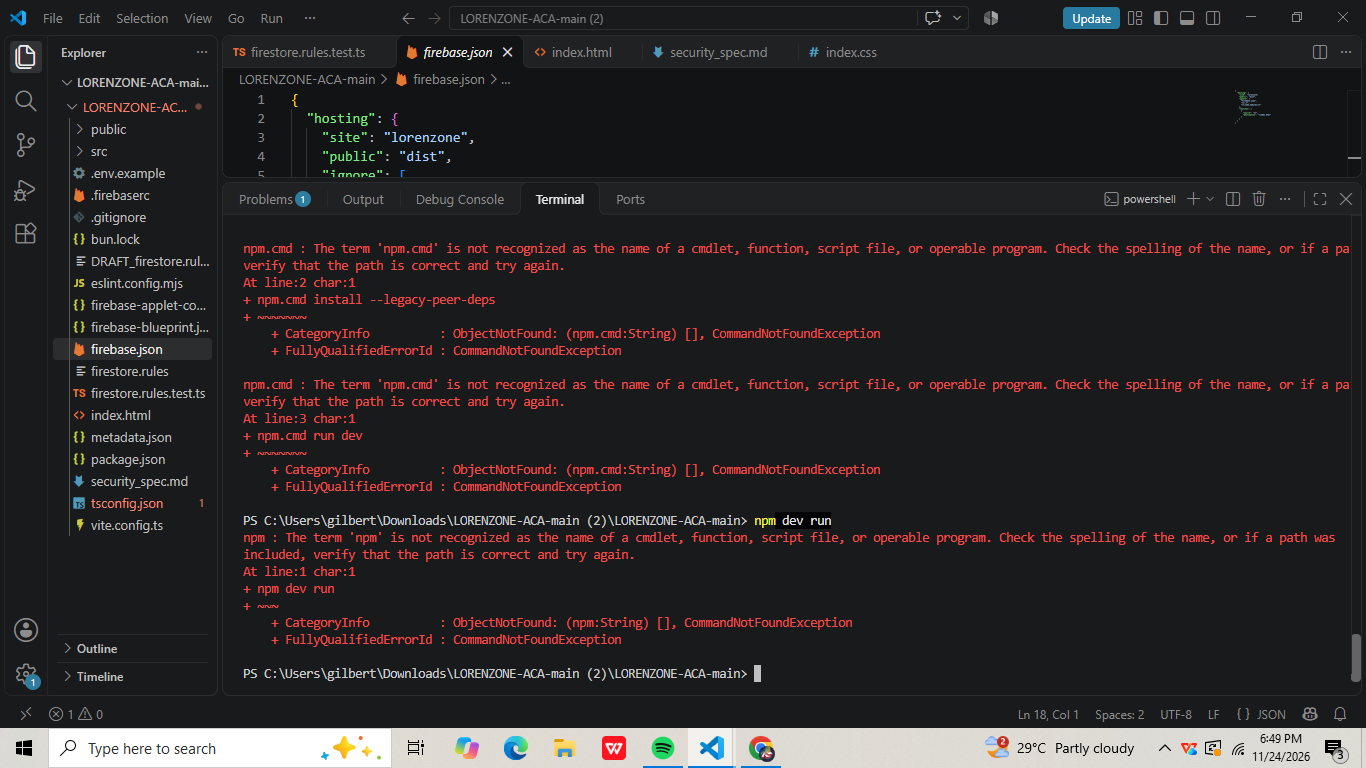 File Edit Selection View Go Run ···
LORENZONE-ACA-main (2)
Update
Explorer ···
LORENZONE-ACA-mai...
LORENZONE-AC...
public
src
.env.example
.firebaserc
.gitignore
bun.lock
DRAFT_firestore.rul...
eslint.config.mjs
firebase-applet-co...
firebase-blueprint.j...
firebase.json
firestore.rules
firestore.rules.test.ts
index.html
metadata.json
package.json
security_spec.md
tsconfig.json 1
vite.config.ts
Outline
Timeline
1
TS firestore.rules.test.ts firebase.json index.html security_spec.md # index.css ···
LORENZONE-ACA-main > firebase.json > ...
1 {
2 "hosting": {
3 "site": "lorenzone",
4 "public": "dist",
5 "ignore": [
Problems 1 Output Debug Console Terminal Ports
powershell ···
npm.cmd : The term 'npm.cmd' is not recognized as the name of a cmdlet, function, script file, or operable program. Check the spelling of the name, or if a pa
verify that the path is correct and try again.
At line:2 char:1
+ npm.cmd install --legacy-peer-deps
+ ~~~~~~~
+ CategoryInfo : ObjectNotFound: (npm.cmd:String) [], CommandNotFoundException
+ FullyQualifiedErrorId : CommandNotFoundException
npm.cmd : The term 'npm.cmd' is not recognized as the name of a cmdlet, function, script file, or operable program. Check the spelling of the name, or if a pa
verify that the path is correct and try again.
At line:3 char:1
+ npm.cmd run dev
+ ~~~~~~~
+ CategoryInfo : ObjectNotFound: (npm.cmd:String) [], CommandNotFoundException
+ FullyQualifiedErrorId : CommandNotFoundException
PS C:\Users\gilbert\Downloads\LORENZONE-ACA-main (2)\LORENZONE-ACA-main> npm dev run
npm : The term 'npm' is not recognized as the name of a cmdlet, function, script file, or operable program. Check the spelling of the name, or if a path was
included, verify that the path is correct and try again.
At line:1 char:1
+ npm dev run
+ ~~~
+ CategoryInfo : ObjectNotFound: (npm:String) [], CommandNotFoundException
+ FullyQualifiedErrorId : CommandNotFoundException
PS C:\Users\gilbert\Downloads\LORENZONE-ACA-main (2)\LORENZONE-ACA-main>
1 0
Ln 18, Col 1 Spaces: 2 UTF-8 LF { } JSON
Type here to search
2 29°C Partly cloudy
6:49 PM
11/24/2026
3